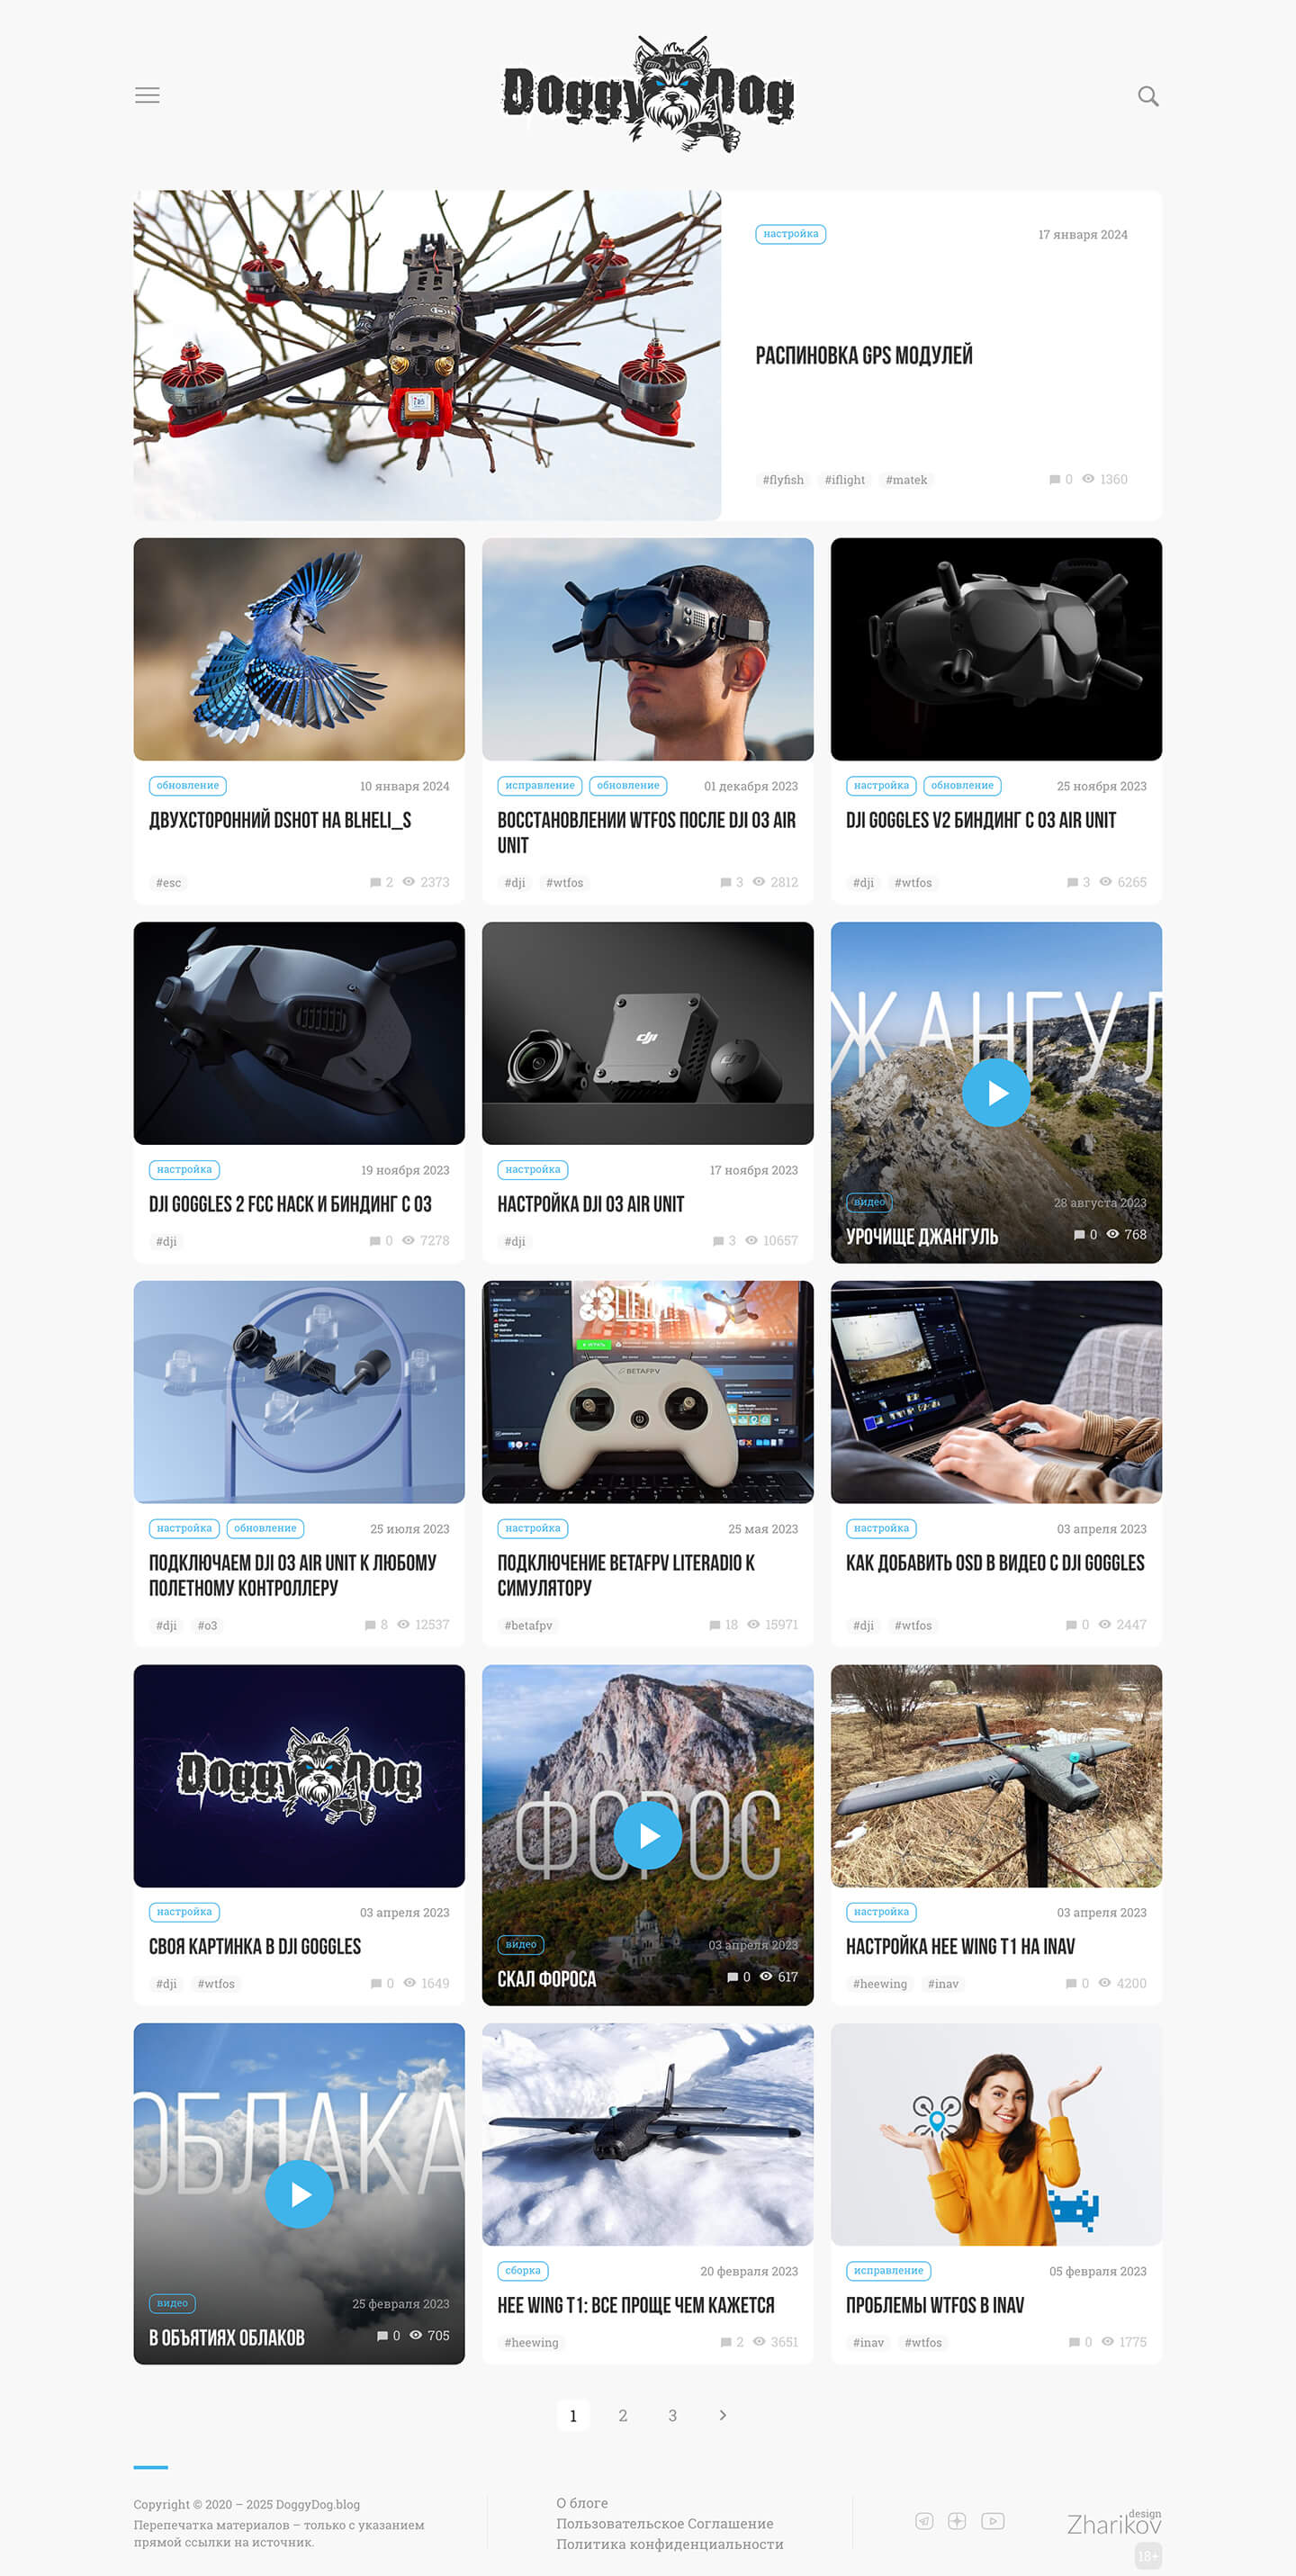 DoggyDog
настройка
17 января 2024
РАСПИНОВКА GPS МОДУЛЕЙ
#flyfish #iflight #matek
0 1360
обновление
10 января 2024
ДВУХСТОРОННИЙ DSHOT НА BLHELI_S
#esc
2 2373
исправление обновление
01 декабря 2023
ВОССТАНОВЛЕНИИ WTFOS ПОСЛЕ DJI O3 AIR
UNIT
#dji #wtfos
3 2812
настройка обновление
25 ноября 2023
DJI GOGGLES V2 БИНДИНГ С O3 AIR UNIT
#dji #wtfos
3 6265
настройка
19 ноября 2023
DJI GOGGLES 2 FCC HACK И БИНДИНГ С O3
#dji
0 7278
dji
dji
настройка
17 ноября 2023
НАСТРОЙКА DJI O3 AIR UNIT
#dji
3 10657
ЖАНГУЛ
видео
28 августа 2023
УРОЧИЩЕ ДЖАНГУЛЬ
0 768
настройка обновление
25 июля 2023
ПОДКЛЮЧАЕМ DJI O3 AIR UNIT К ЛЮБОМУ
ПОЛЕТНОМУ КОНТРОЛЛЕРУ
#dji #o3
8 12537
BETAFPV
настройка
25 мая 2023
ПОДКЛЮЧЕНИЕ BETAFPV LITERADIO К
СИМУЛЯТОРУ
#betafpv
18 15971
настройка
03 апреля 2023
КАК ДОБАВИТЬ OSD В ВИДЕО С DJI GOGGLES
#dji #wtfos
0 2447
DoggyDog
настройка
03 апреля 2023
СВОЯ КАРТИНКА В DJI GOGGLES
#dji #wtfos
0 1649
ФОРОС
видео
03 апреля 2023
СКАЛ ФОРОСА
0 617
настройка
03 апреля 2023
НАСТРОЙКА HEE WING T1 НА INAV
#heewing #inav
0 4200
ОБЛАКА
видео
25 февраля 2023
В ОБЪЯТИЯХ ОБЛАКОВ
0 705
сборка
20 февраля 2023
HEE WING T1: ВСЕ ПРОЩЕ ЧЕМ КАЖЕТСЯ
#heewing
2 3651
исправление
05 февраля 2023
ПРОБЛЕМЫ WTFOS В INAV
#inav #wtfos
0 1775
1 2 3
Copyright © 2020 – 2025 DoggyDog.blog
Перепечатка материалов – только с указанием
прямой ссылки на источник.
О блоге
Пользовательское Соглашение
Политика конфиденциальности
design
Zharikov
18+